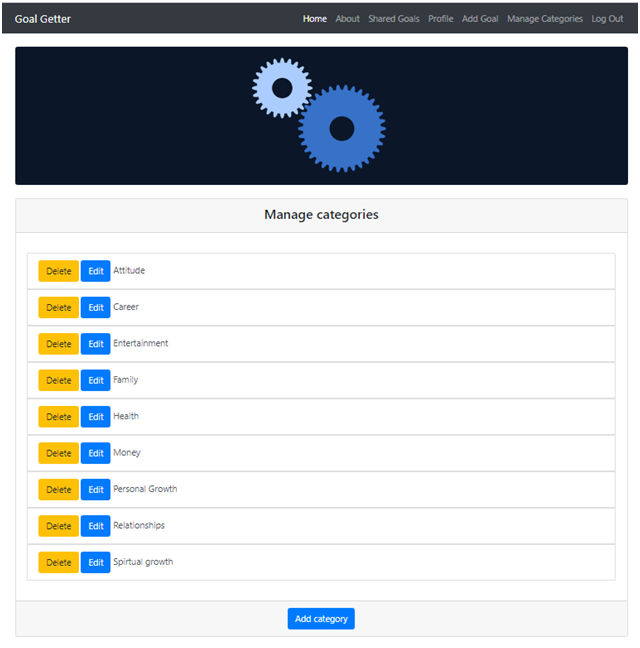 Goal Getter Home About Shared Goals Profile Add Goal Manage Categories Log Out
Manage categories
Delete Edit Attitude
Delete Edit Career
Delete Edit Entertainment
Delete Edit Family
Delete Edit Health
Delete Edit Money
Delete Edit Personal Growth
Delete Edit Relationships
Delete Edit Spirtual growth
Add category